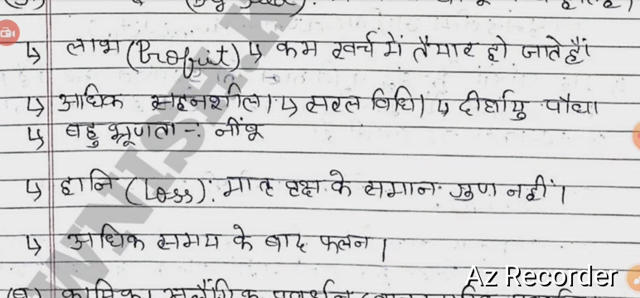 ↳ लाभ (Profit) ↳ कम खर्च में तैयार हो जाते हैं
↳ अधिक सहनशील। ↳ सरल विधि। ↳ दीर्घायु पौधा
↳ बहु भ्रूणता -: नींबू
↳ हानि (Loss): मातृ वृक्ष के समान गुण नहीं।
↳ अधिक समय के बाद फलन।
Az Recorder